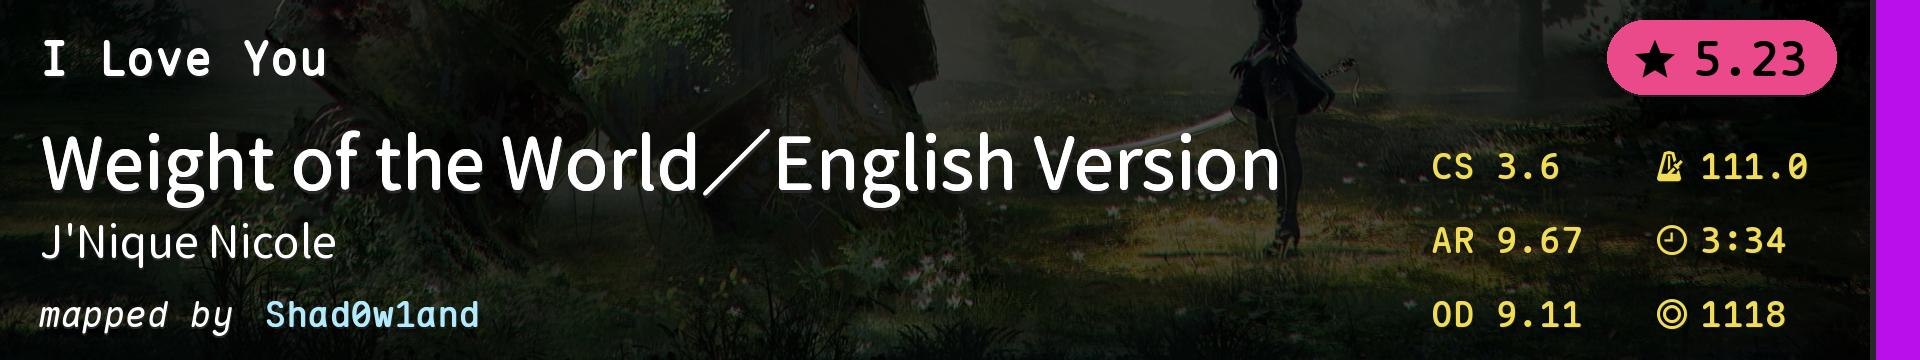 I Love You
★ 5.23
Weight of the World／English Version
J'Nique Nicole
mapped by Shad0w1and
CS 3.6
111.0
AR 9.67
3:34
OD 9.11
1118